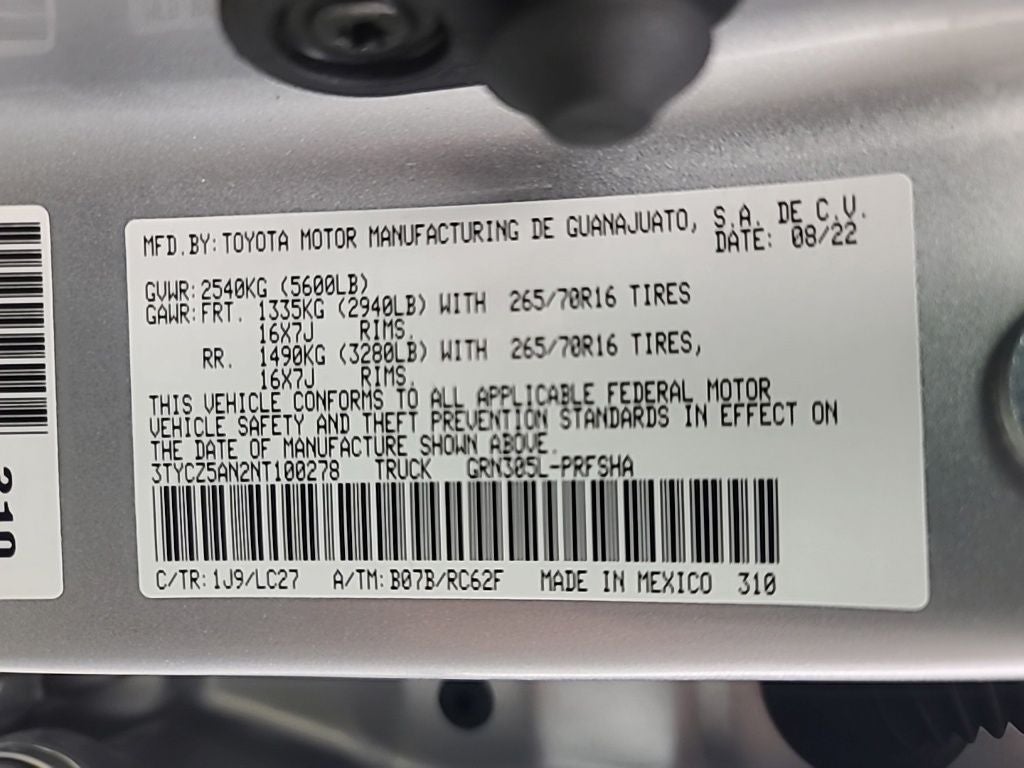 MFD.BY: TOYOTA MOTOR MANUFACTURING DE GUANAJUATO, S.A. DE C.V.
DATE: 08/22
GVWR: 2540KG (5600LB)
GAWR: FRT. 1335KG (2940LB) WITH 265/70R16 TIRES
16X7J RIMS,
RR. 1490KG (3280LB) WITH 265/70R16 TIRES,
16X7J RIMS,
THIS VEHICLE CONFORMS TO ALL APPLICABLE FEDERAL MOTOR
VEHICLE SAFETY AND THEFT PREVENTION STANDARDS IN EFFECT ON
THE DATE OF MANUFACTURE SHOWN ABOVE.
3TYCZ5AN2NT100278 TRUCK GRN305L-PRFSHA
C/TR: 1J9/LC27 A/TM: B07B/RC62F MADE IN MEXICO 310